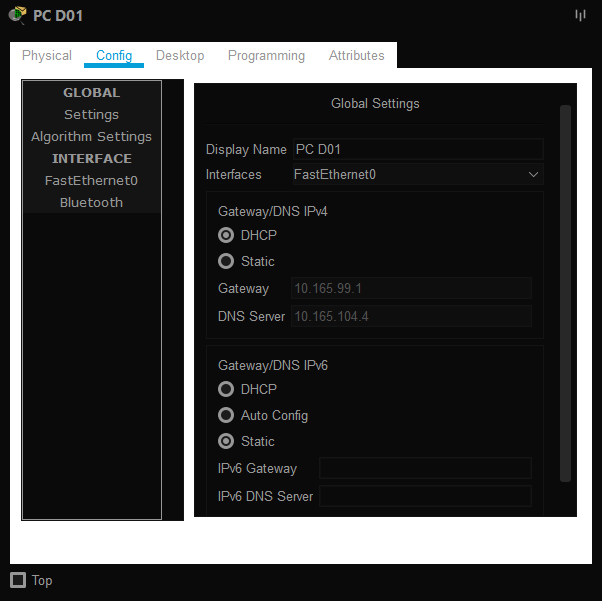 PC D01
Physical Config Desktop Programming Attributes
GLOBAL
Settings
Algorithm Settings
INTERFACE
FastEthernet0
Bluetooth
Global Settings
Display Name PC D01
Interfaces FastEthernet0
Gateway/DNS IPv4
DHCP
Static
Gateway 10.165.99.1
DNS Server 10.165.104.4
Gateway/DNS IPv6
DHCP
Auto Config
Static
IPv6 Gateway
IPv6 DNS Server
Top